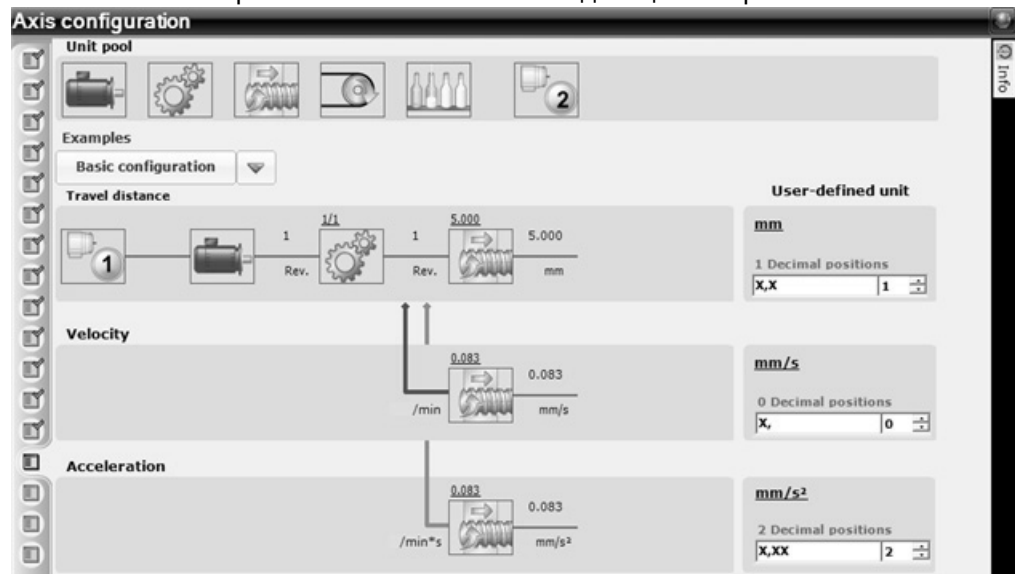 Axis configuration
Info
Unit pool
2
Examples
Basic configuration
Travel distance
User-defined unit
1
1
Rev.
1/1
1
Rev.
5.000
5.000
mm
mm
1 Decimal positions
X,X 1
Velocity
/min
0.083
0.083
mm/s
mm/s
0 Decimal positions
X, 0
Acceleration
/min*s
0.083
0.083
mm/s²
mm/s²
2 Decimal positions
X,XX 2